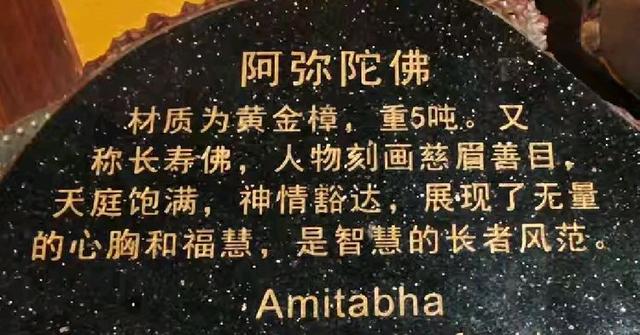 阿弥陀佛
材质为黄金樟，重5吨。又
称长寿佛，人物刻画慈眉善目，
天庭饱满，神情豁达，展现了无量
的心胸和福慧，是智慧的长者风范。
Amitabha